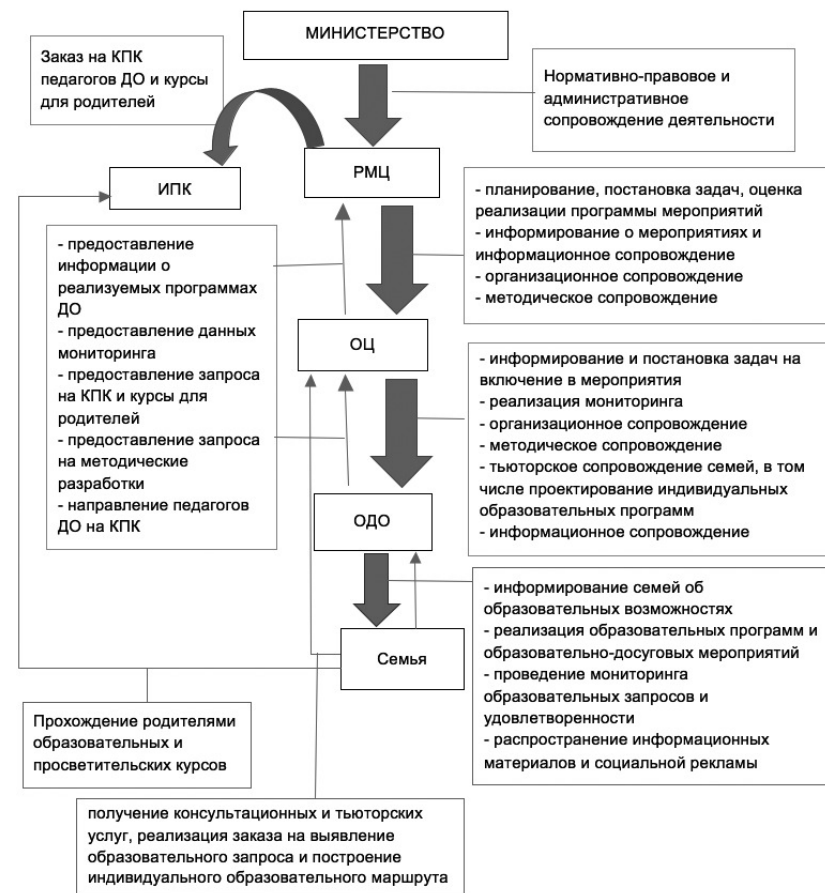 МИНИСТЕРСТВО
Заказ на КПК
педагогов ДО и курсы
для родителей
Нормативно-правовое и
административное
сопровождение деятельности
ИПК
РМЦ
- планирование, постановка задач, оценка
реализации программы мероприятий
- информирование о мероприятиях и
информационное сопровождение
- организационное сопровождение
- методическое сопровождение
- предоставление
информации о
реализуемых программах
ДО
- предоставление данных
мониторинга
- предоставление запроса
на КПК и курсы для
родителей
- предоставление запроса
на методические
разработки
- направление педагогов
ДО на КПК
ОЦ
- информирование и постановка задач на
включение в мероприятия
- реализация мониторинга
- организационное сопровождение
- методическое сопровождение
- тьюторское сопровождение семей, в том
числе проектирование индивидуальных
образовательных программ
- информационное сопровождение
ОДО
- информирование семей об
образовательных возможностях
- реализация образовательных программ и
образовательно-досуговых мероприятий
- проведение мониторинга
образовательных запросов и
удовлетворенности
- распространение информационных
материалов и социальной рекламы
Семья
Прохождение родителями
образовательных и
просветительских курсов
получение консультационных и тьюторских
услуг, реализация заказа на выявление
образовательного запроса и построение
индивидуального образовательного маршрута